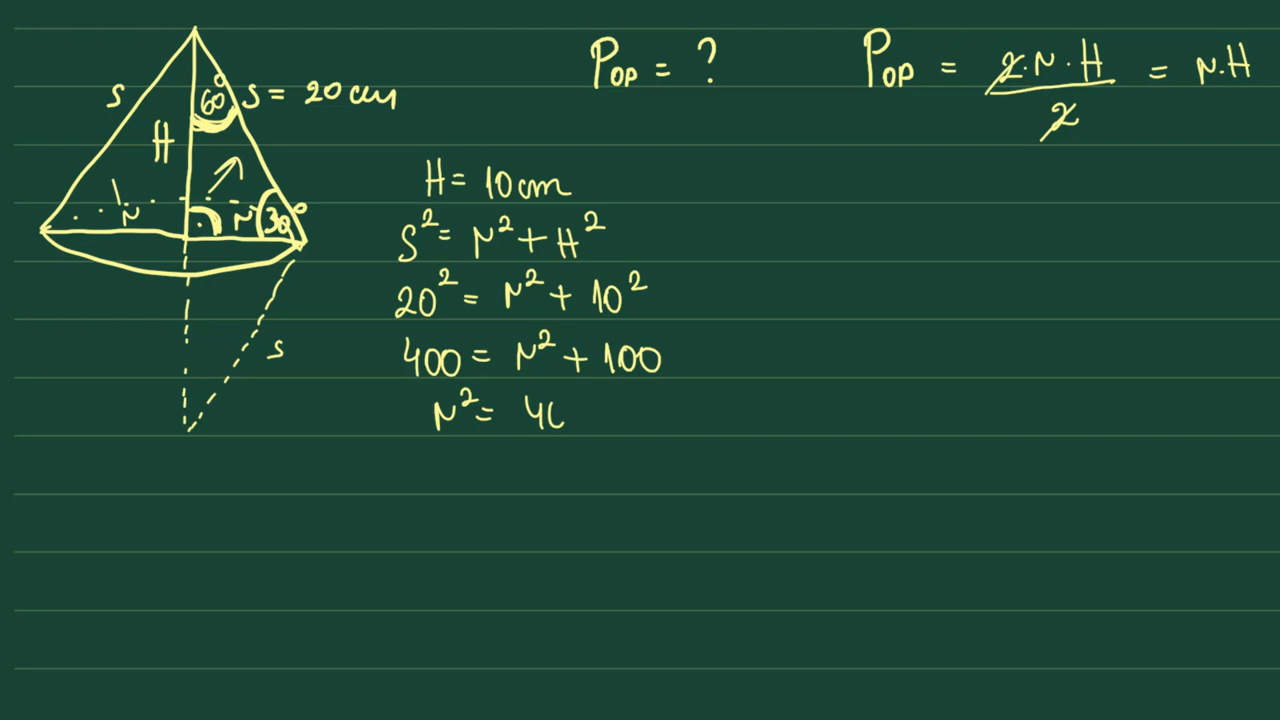 P_OP = ?
P_OP = (2·r·H)/2 = r·H
60°
s
s = 20 cm
H
H = 10 cm
r
r
30°
s² = r² + H²
20² = r² + 10²
s
400 = r² + 100
r² = 40